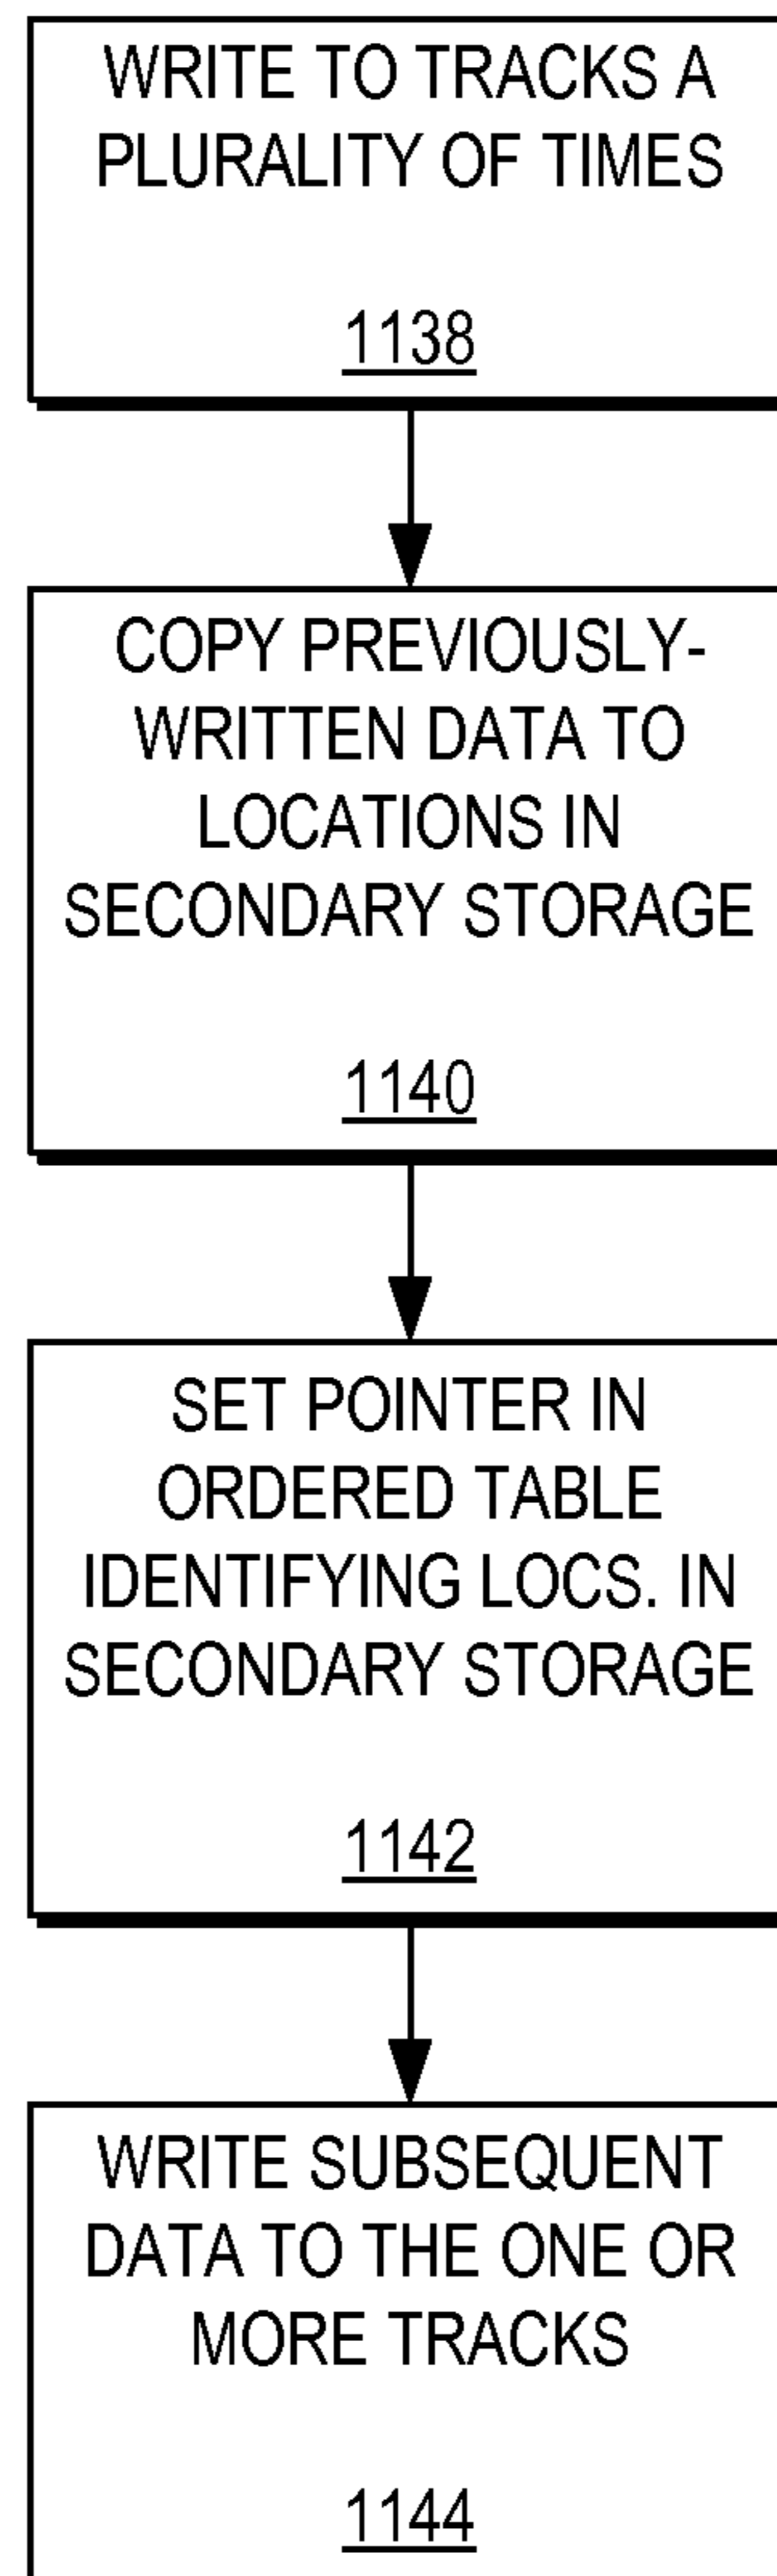 WRITE TO TRACKS A
PLURALITY OF TIMES
1138
COPY PREVIOUSLY-
WRITTEN DATA TO
LOCATIONS IN
SECONDARY STORAGE
1140
SET POINTER IN
ORDERED TABLE
IDENTIFYING LOCS. IN
SECONDARY STORAGE
1142
WRITE SUBSEQUENT
DATA TO THE ONE OR
MORE TRACKS
1144